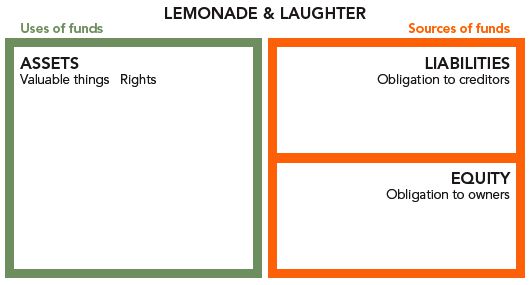 LEMONADE & LAUGHTER
Uses of funds
Sources of funds
ASSETS
Valuable things Rights
LIABILITIES
Obligation to creditors
EQUITY
Obligation to owners